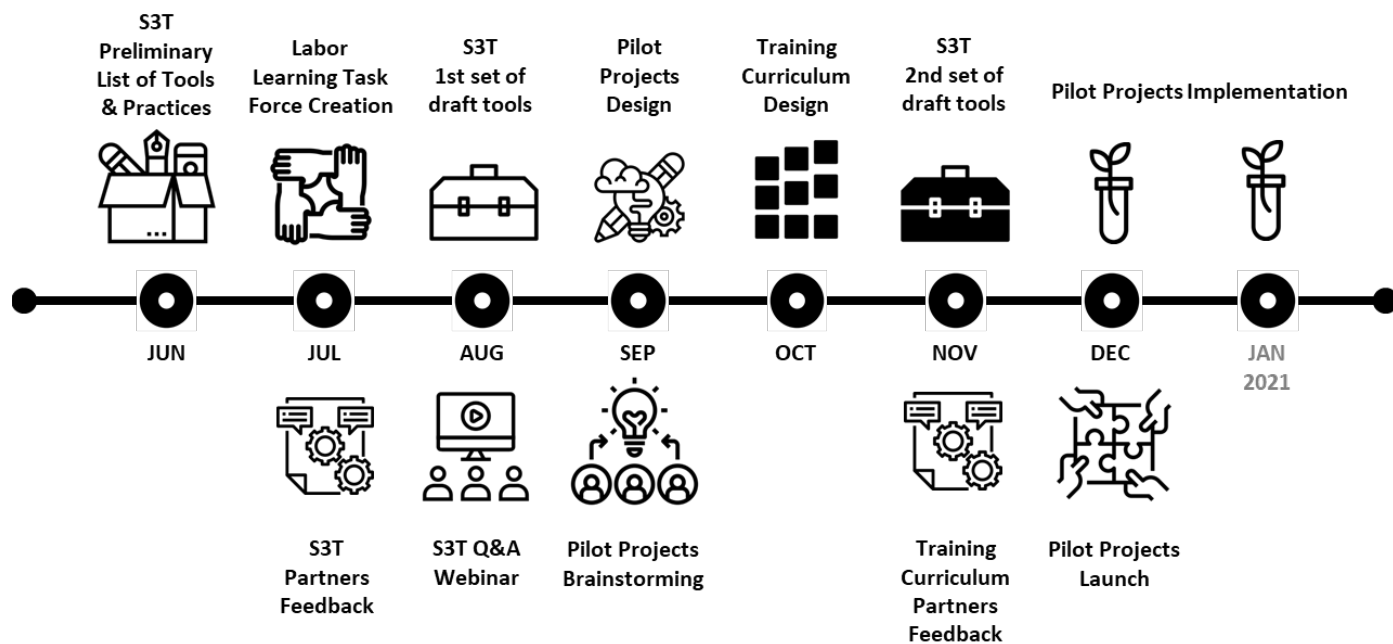 S3T
Preliminary
List of Tools
& Practices
Labor
Learning Task
Force Creation
S3T
1st set of
draft tools
Pilot
Projects
Design
Training
Curriculum
Design
S3T
2nd set of
draft tools
Pilot Projects Implementation
JUN
JUL
AUG
SEP
OCT
NOV
DEC
JAN
2021
S3T
Partners
Feedback
S3T Q&A
Webinar
Pilot Projects
Brainstorming
Training
Curriculum
Partners
Feedback
Pilot Projects
Launch